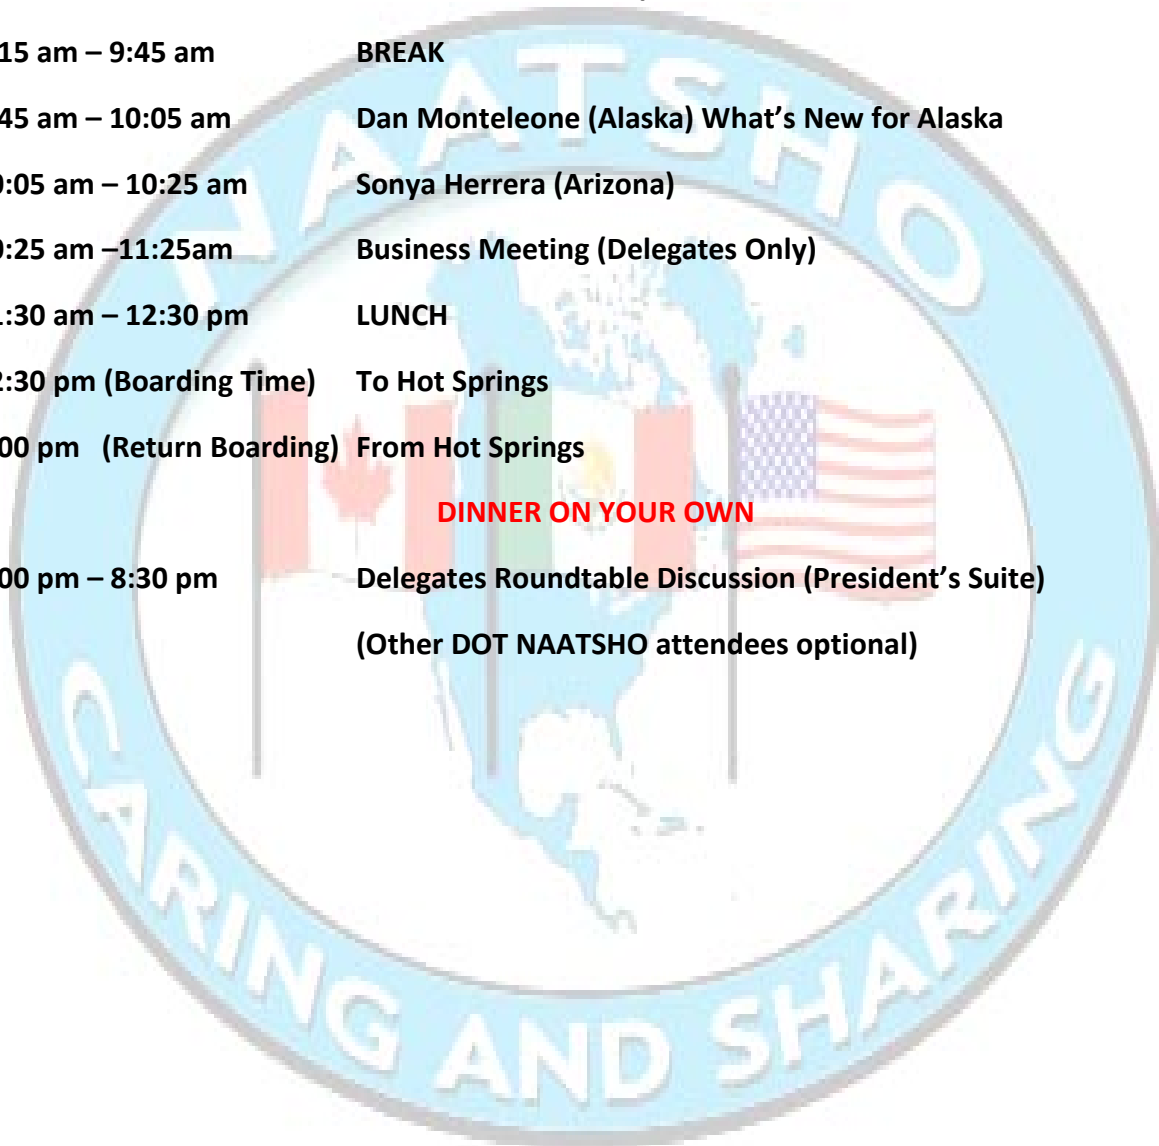 15 am – 9:45 am BREAK
45 am – 10:05 am Dan Monteleone (Alaska) What’s New for Alaska
0:05 am – 10:25 am Sonya Herrera (Arizona)
0:25 am –11:25am Business Meeting (Delegates Only)
1:30 am – 12:30 pm LUNCH
2:30 pm (Boarding Time) To Hot Springs
00 pm (Return Boarding) From Hot Springs
DINNER ON YOUR OWN
00 pm – 8:30 pm Delegates Roundtable Discussion (President’s Suite)
(Other DOT NAATSHO attendees optional)
NAATSHO
CARING AND SHARING